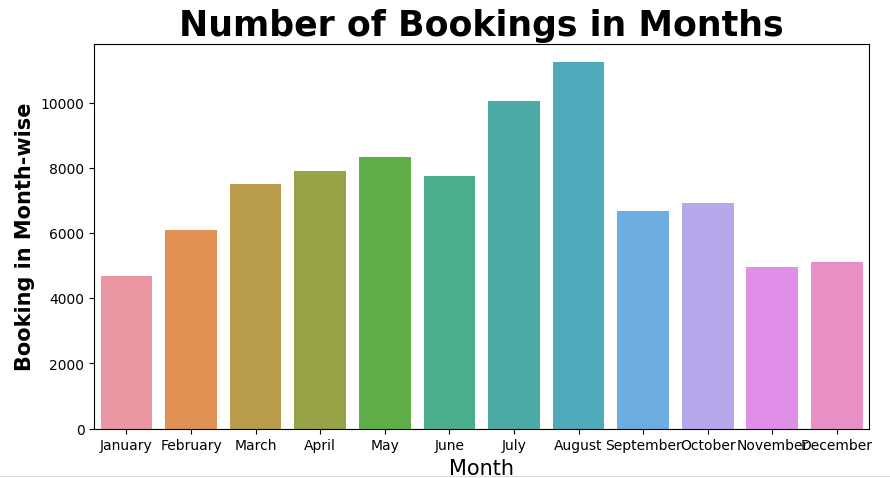 Number of Bookings in Months
Booking in Month-wise
10000
8000
6000
4000
2000
0
January February March April May June July August September October November December
Month